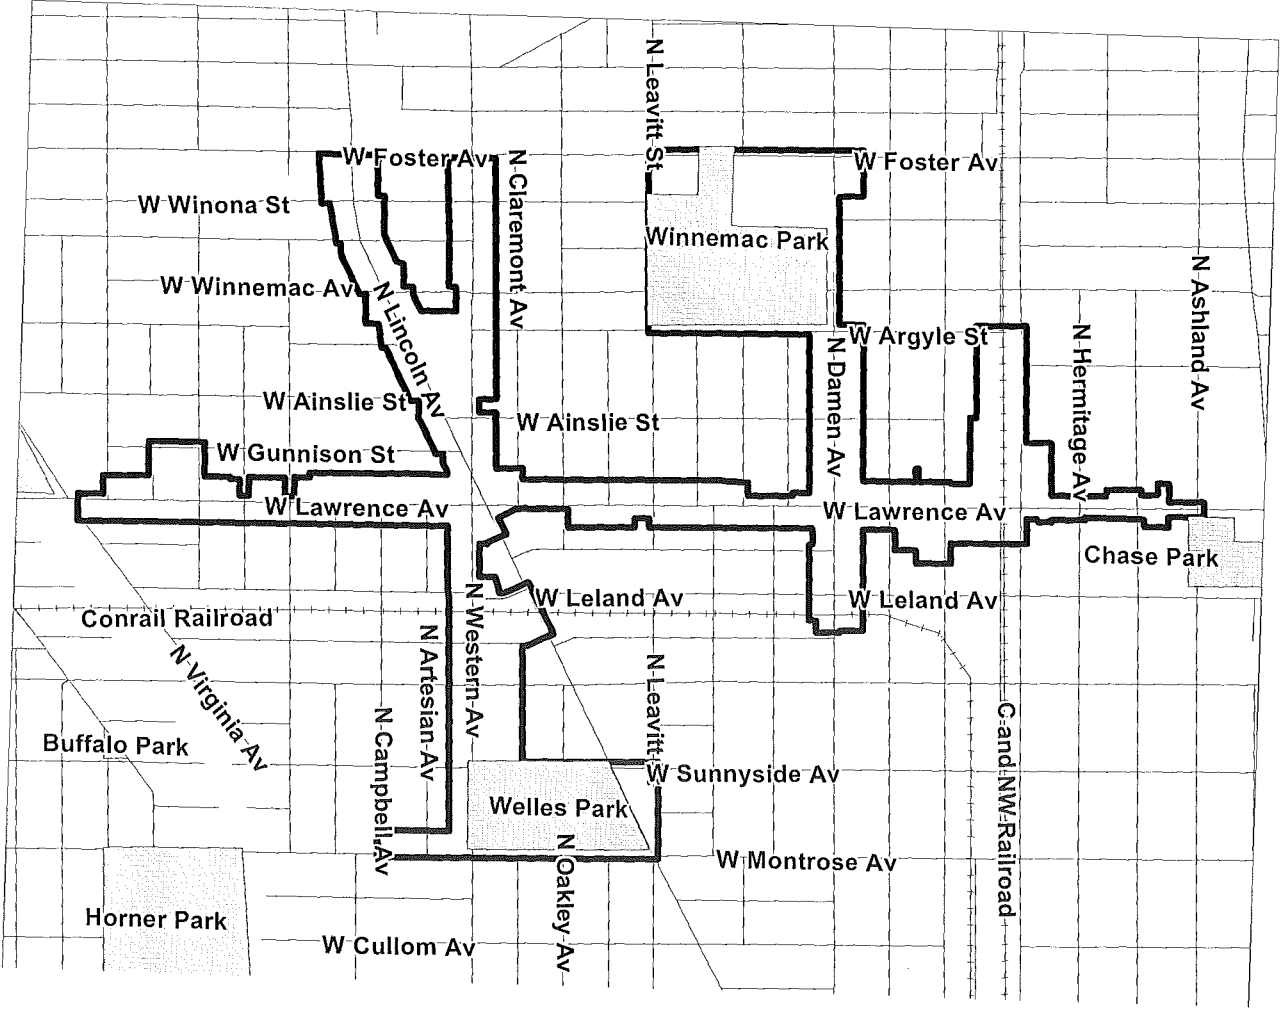 N Leavitt St
W Foster Av
N Claremont Av
W Foster Av
W Winona St
Winnemac Park
W Winnemac Av
N Lincoln Av
N Ashland Av
W Argyle St
N Damen Av
N Hermitage Av
W Ainslie St
W Ainslie St
W Gunnison St
W Lawrence Av
W Lawrence Av
Chase Park
W Leland Av
W Leland Av
Conrail Railroad
N Western Av
N Artesian Av
N Virginia Av
N Leavitt
N Campbell Av
C and NW Railroad
Buffalo Park
W Sunnyside Av
Welles Park
N Oakley Av
W Montrose Av
Horner Park
W Cullom Av